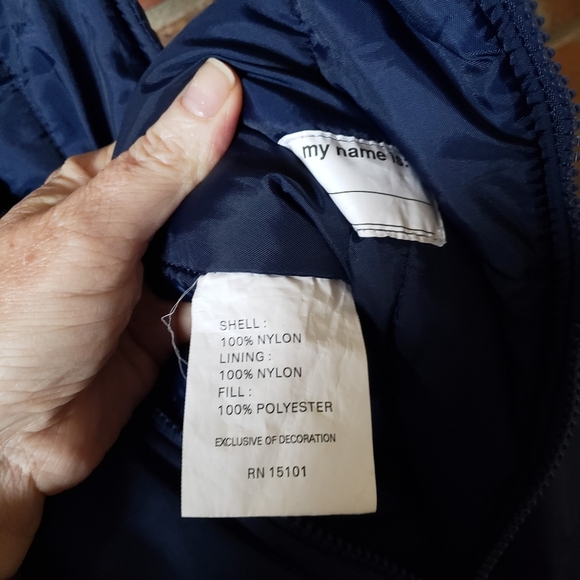 my name is:
SHELL :
100% NYLON
LINING :
100% NYLON
FILL :
100% POLYESTER
EXCLUSIVE OF DECORATION
RN 15101